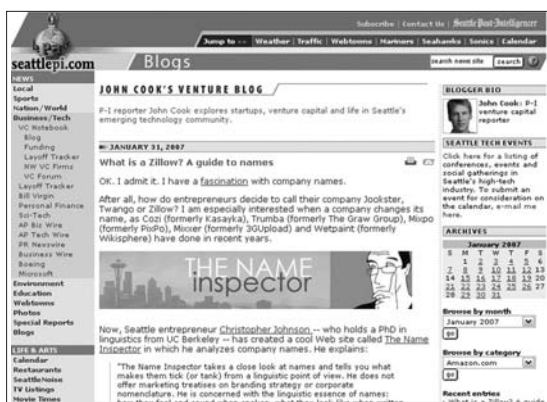 Subscribe | Contact Us | Seattle Post-Intelligencer
Jump to -- Weather | Traffic | Webtowns | Mariners | Seahawks | Sonics | Calendar
seattlepi.com
Blogs
search news site
search
NEWS
Local
Sports
Nation/World
Business/Tech
VC Notebook
Blog
Funding
Layoff Tracker
NW VC Firms
VC Forum
Layoff Tracker
Bill Virgin
Personal Finance
Sci-Tech
AP Biz Wire
AP Tech Wire
PR Newswire
Business Wire
Boeing
Microsoft
Environment
Education
Webtowns
Photos
Special Reports
Blogs
LIFE & ARTS
Calendar
Restaurants
SeattleNoise
TV Listings
Movie Times
JOHN COOK'S VENTURE BLOG
P-I reporter John Cook explores startups, venture capital and life in Seattle's
emerging technology community.
JANUARY 31, 2007
What is a Zillow? A guide to names
OK. I admit it. I have a fascination with company names.
After all, how do entrepreneurs decide to call their company Jookster,
Twango or Zillow? I am especially interested when a company changes its
name, as Cozi (formerly Kasayka), Trumba (formerly The Graw Group), Mixpo
(formerly PixPo), Mixxer (formerly 3GUpload) and Wetpaint (formerly
Wikisphere) have done in recent years.
THE NAME
inspector
Now, Seattle entrepreneur Christopher Johnson -- who holds a PhD in
linguistics from UC Berkeley -- has created a cool Web site called The Name
Inspector in which he analyzes company names. He explains:
"The Name Inspector takes a close look at names and tells you what
makes them tick (or tank) from a linguistic point of view. He does not
offer marketing treatises on branding strategy or corporate
nomenclature. He is concerned with the linguistic essence of names:
BLOGGER BIO
John Cook: P-I
venture capital
reporter
SEATTLE TECH EVENTS
Click here for a listing of
conferences, events
and social
gatherings in
Seattle's high-tech
industry. To submit an
event for consideration on
the calendar, e-mail me
here.
ARCHIVES
January 2007
S M T W T F S
1 2 3 4 5 6
7 8 9 10 11 12 13
14 15 16 17 18 19 20
21 22 23 24 25 26 27
28 29 30 31
Browse by month
January 2007
go
Browse by category
Amazon.com
go
Recent entries